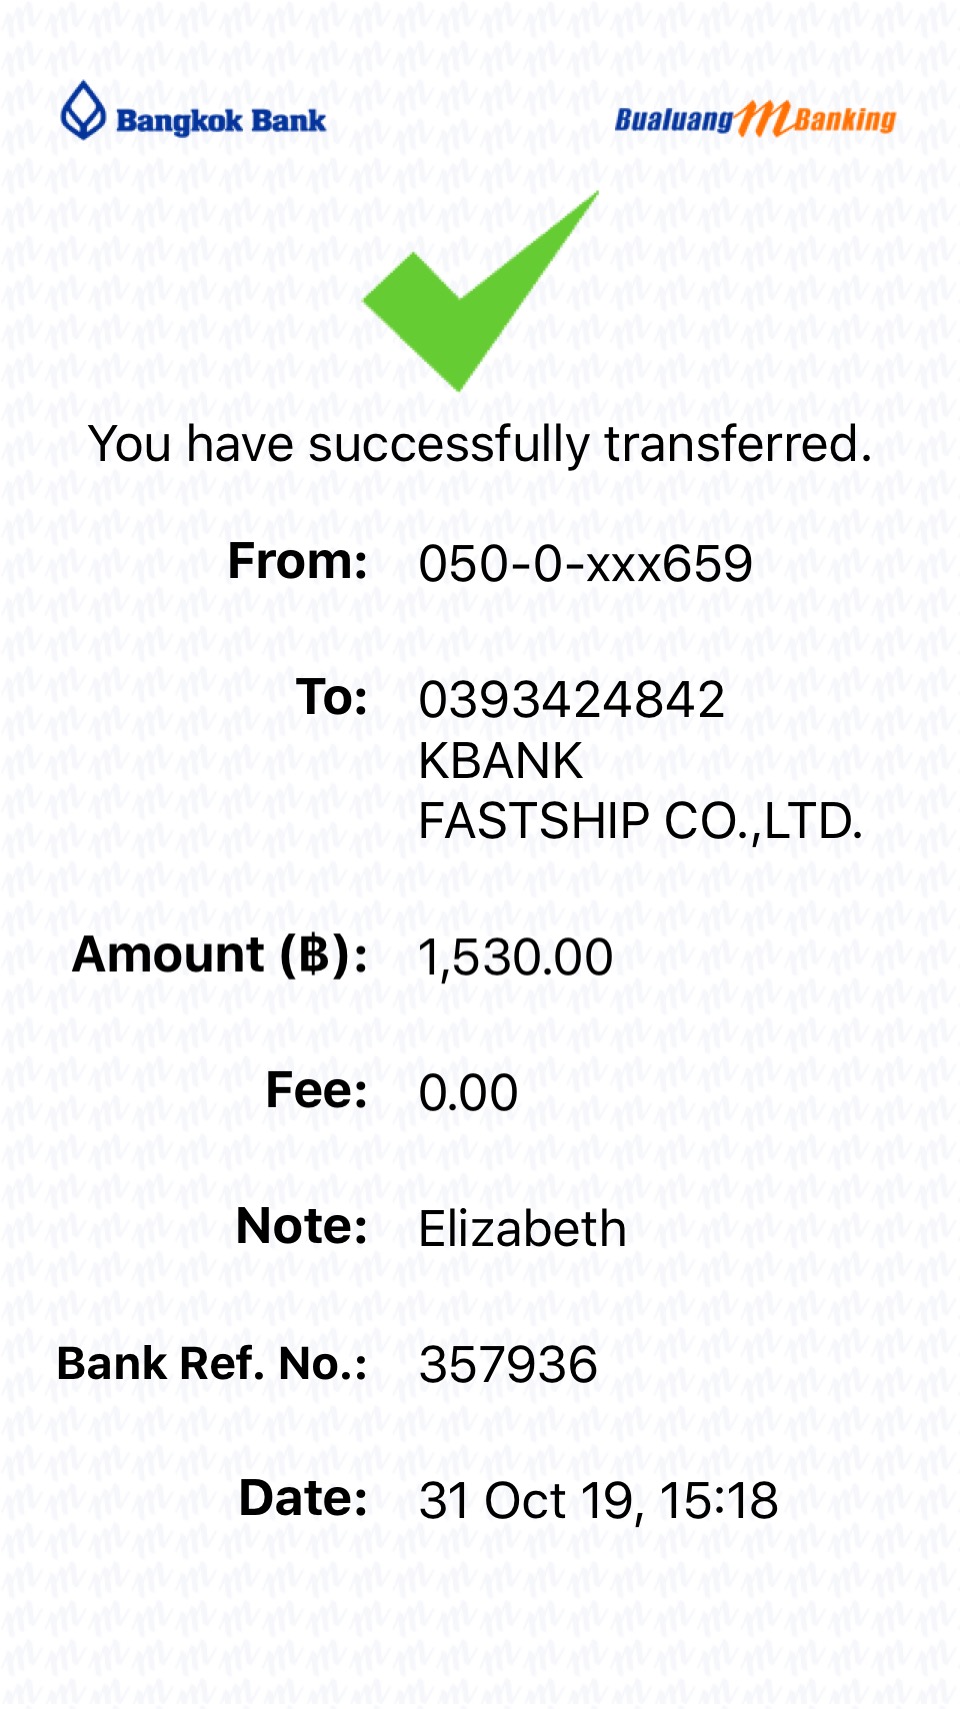 Bangkok Bank
Bualuang m Banking
You have successfully transferred.
From: 050-0-xxx659
To: 0393424842
KBANK
FASTSHIP CO.,LTD.
Amount (฿): 1,530.00
Fee: 0.00
Note: Elizabeth
Bank Ref. No.: 357936
Date: 31 Oct 19, 15:18